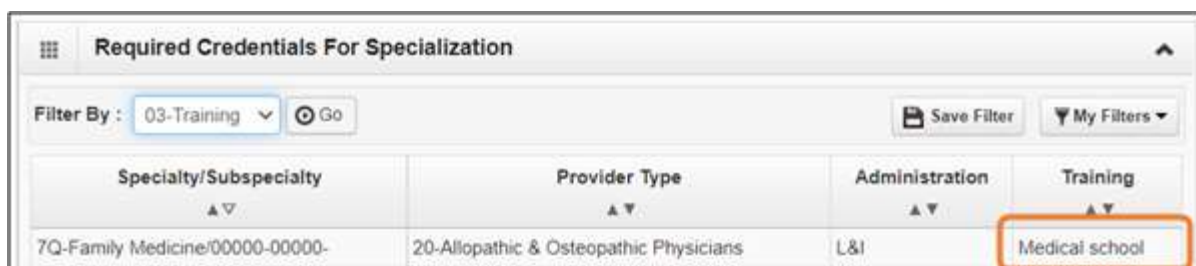 Required Credentials For Specialization
Filter By : 03-Training Go Save Filter My Filters
Specialty/Subspecialty Provider Type Administration Training
7Q-Family Medicine/00000-00000- 20-Allopathic & Osteopathic Physicians L&I Medical school